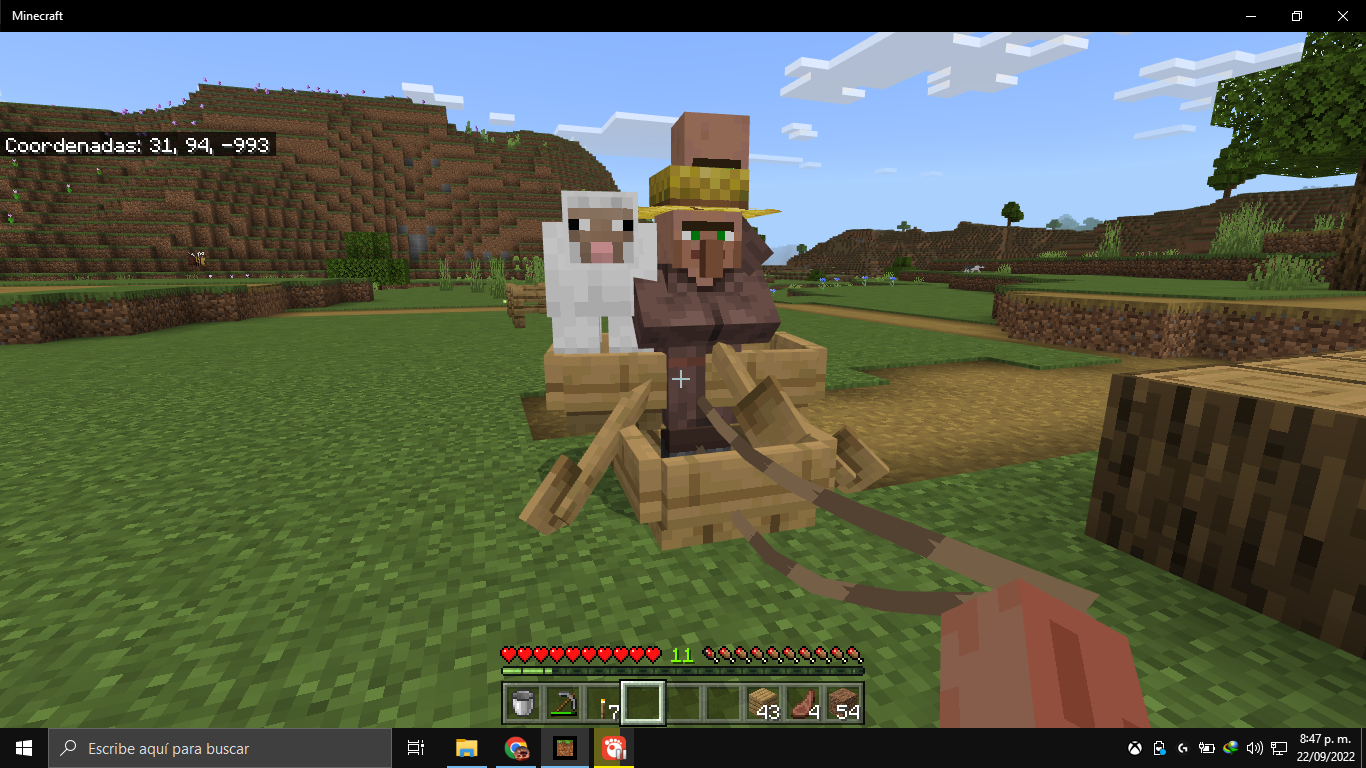 Minecraft
Coordenadas: 31, 94, -993
11
7
43
4
54
Escribe aquí para buscar
8:47 p. m.
22/09/2022